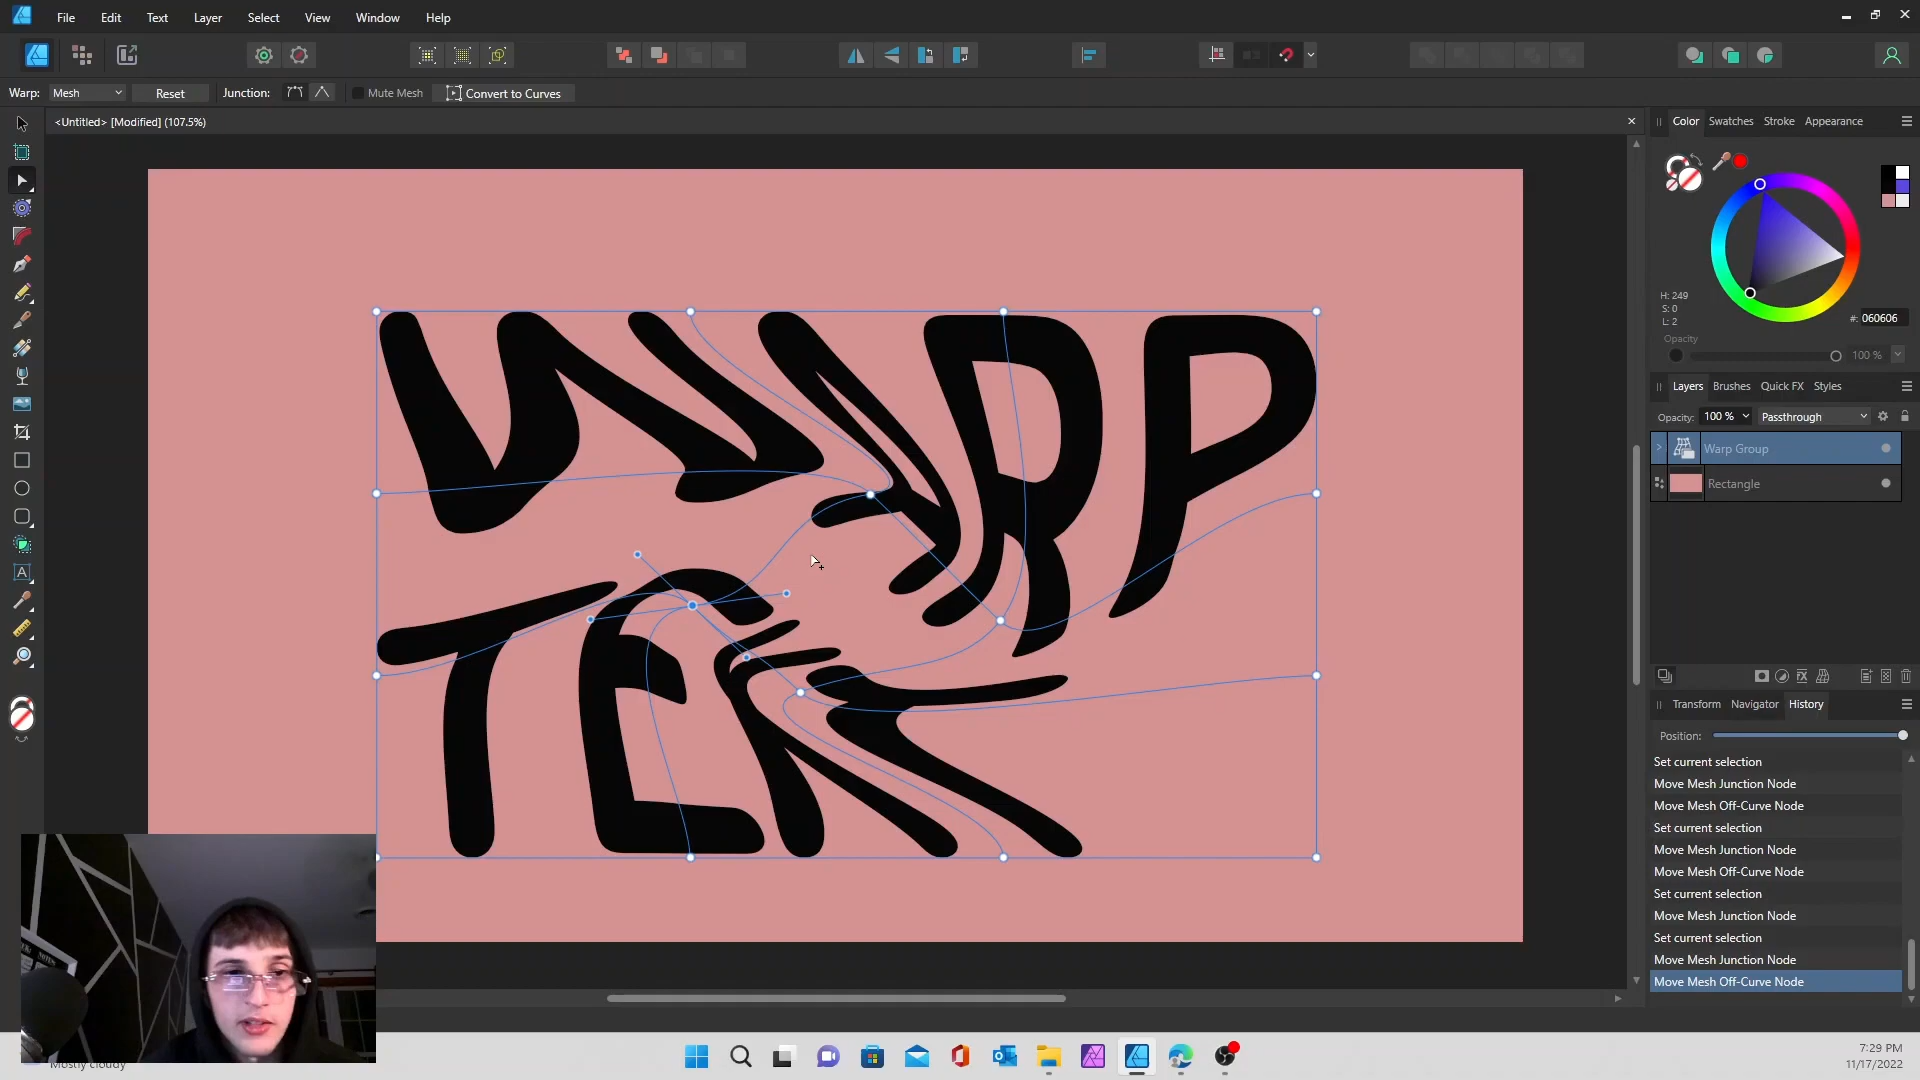 File Edit Text Layer Select View Window Help
Warp: Mesh Reset Junction: Mute Mesh Convert to Curves
<Untitled> [Modified] (107.5%)
Color Swatches Stroke Appearance
H: 249
S: 0
L: 2
#: 060606
Opacity
100 %
Layers Brushes Quick FX Styles
Opacity: 100 % Passthrough
Warp Group
Rectangle
WARP
TEXT
Transform Navigator History
Position:
Set current selection
Move Mesh Junction Node
Move Mesh Off-Curve Node
Set current selection
Move Mesh Junction Node
Move Mesh Off-Curve Node
Set current selection
Move Mesh Junction Node
Set current selection
Move Mesh Junction Node
Move Mesh Off-Curve Node
Mostly cloudy
7:29 PM
11/17/2022